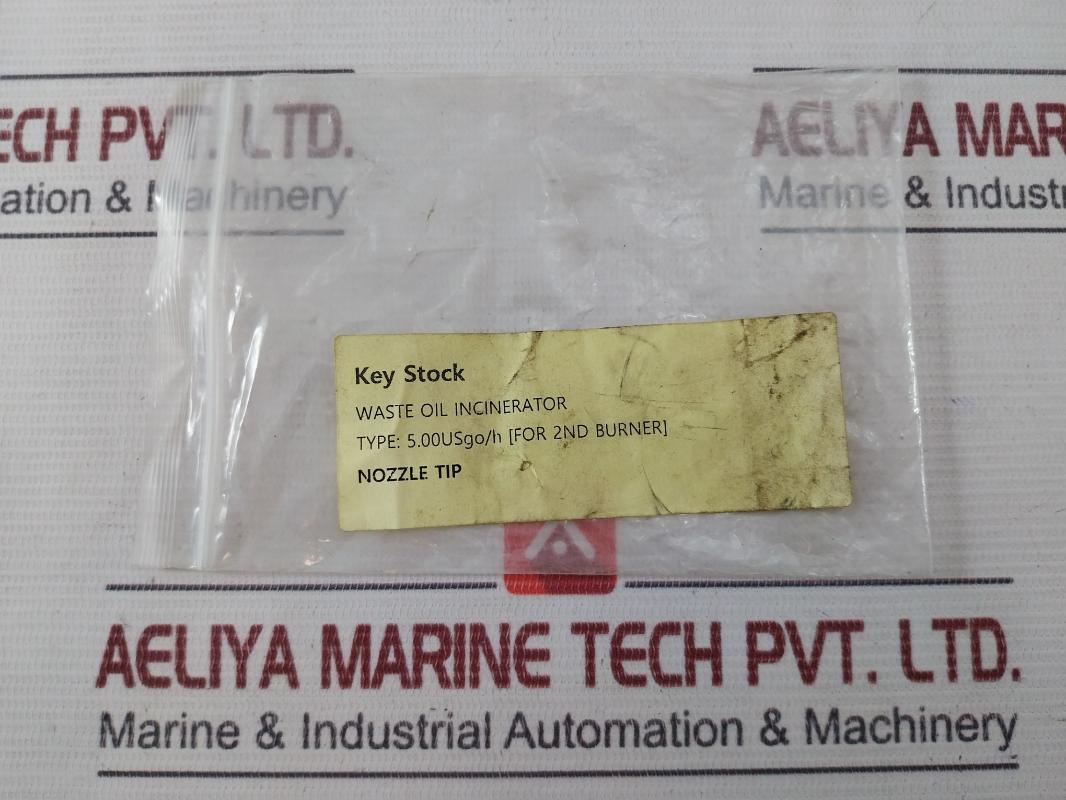 ECH PVT. LTD.
ation & Machinery
AELIYA MAR
Marine & Industr
Key Stock
WASTE OIL INCINERATOR
TYPE: 5.00USgo/h [FOR 2ND BURNER]
NOZZLE TIP
AELIYA MARINE TECH PVT. LTD.
Marine & Industrial Automation & Machinery